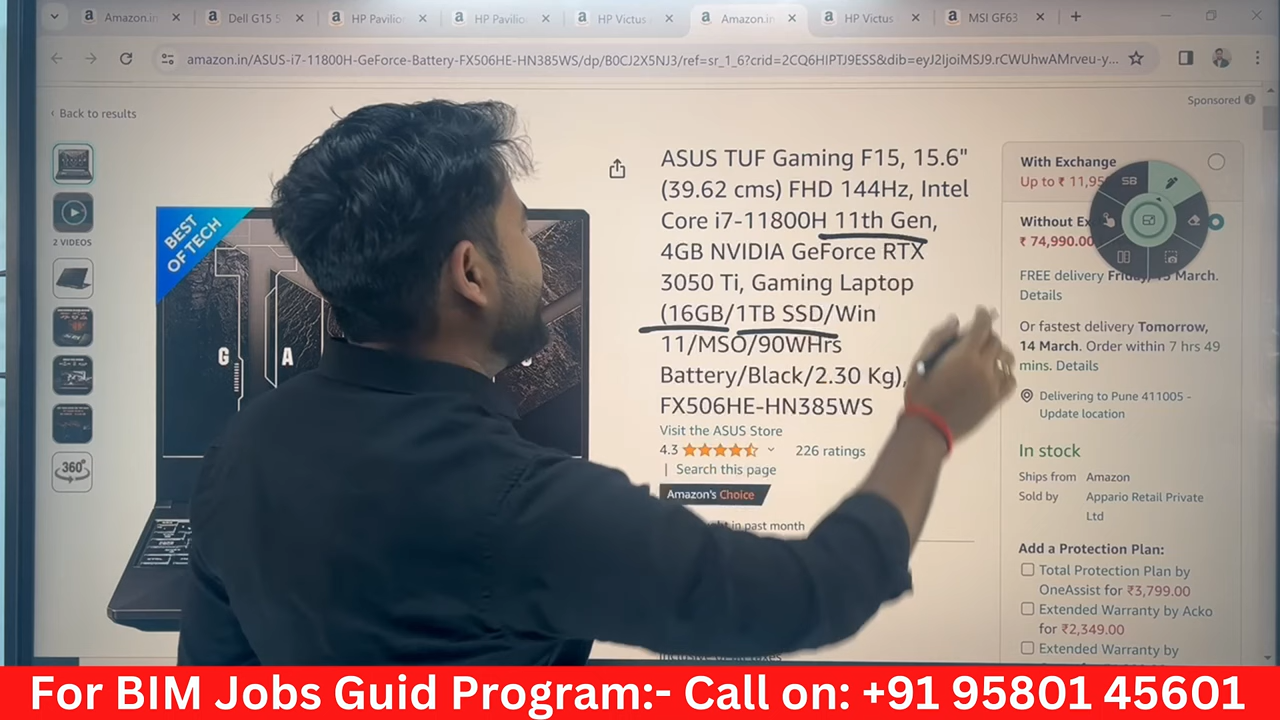 Amazon.in
Dell G15 5
HP Pavilio
HP Pavilio
HP Victus
Amazon.in
HP Victus
MSI GF63
amazon.in/ASUS-i7-11800H-GeForce-Battery-FX506HE-HN385WS/dp/B0CJ2X5NJ3/ref=sr_1_6?crid=2CQ6HIPTJ9ESS&dib=eyJ2IjoiMSJ9.rCWUhwAMrveu-y...
Sponsored
Back to results
2 VIDEOS
360°
BEST
OF TECH
G A
ASUS TUF Gaming F15, 15.6"
(39.62 cms) FHD 144Hz, Intel
Core i7-11800H 11th Gen,
4GB NVIDIA GeForce RTX
3050 Ti, Gaming Laptop
(16GB/1TB SSD/Win
11/MSO/90WHrs
Battery/Black/2.30 Kg),
FX506HE-HN385WS
Visit the ASUS Store
4.3 226 ratings
| Search this page
Amazon's Choice
in past month
With Exchange
Up to ₹ 11,95
SB
Without Ex
₹ 74,990.00
FREE delivery March.
Details
Or fastest delivery Tomorrow,
14 March. Order within 7 hrs 49
mins. Details
Delivering to Pune 411005 -
Update location
In stock
Ships from Amazon
Sold by Appario Retail Private
Ltd
Add a Protection Plan:
Total Protection Plan by
OneAssist for ₹3,799.00
Extended Warranty by Acko
for ₹2,349.00
Extended Warranty by
For BIM Jobs Guid Program:- Call on: +91 95801 45601